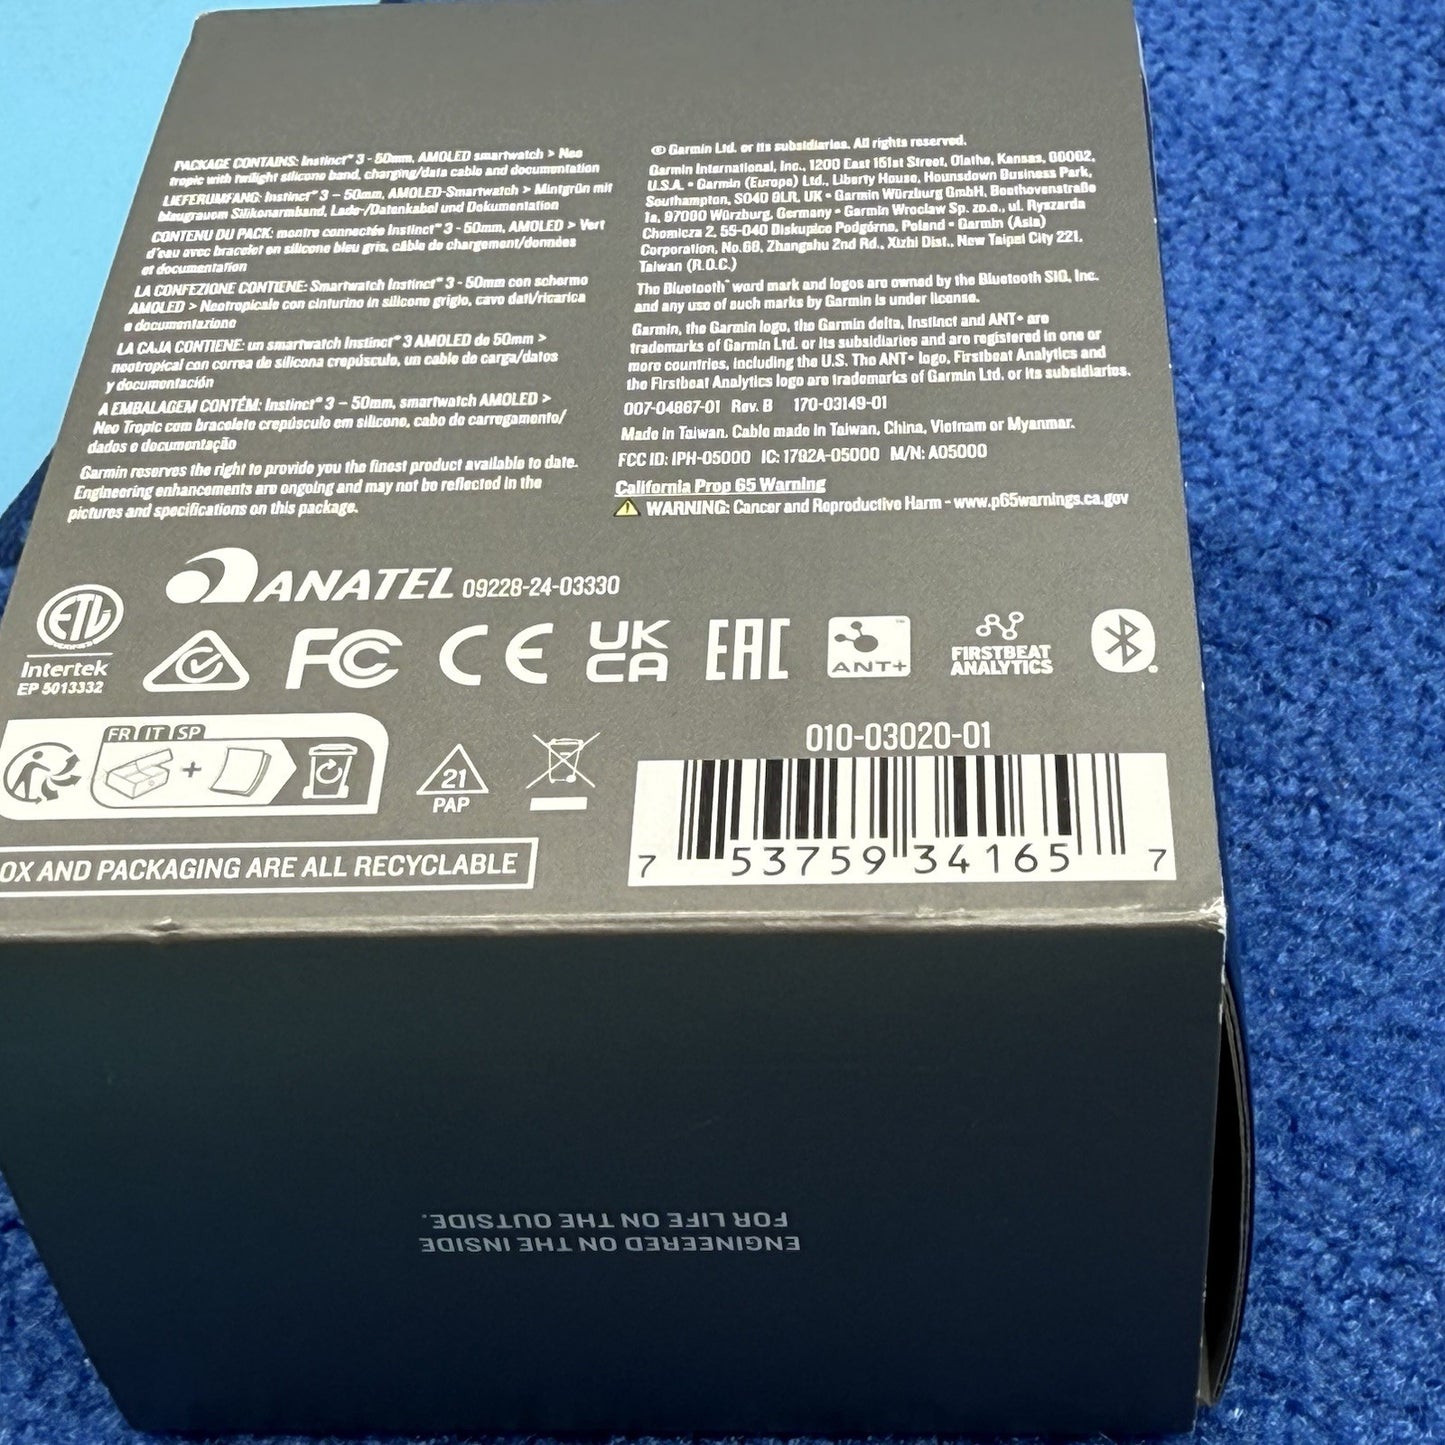 PACKAGE CONTAINS: Instinct® 3 - 50mm, AMOLED smartwatch > Neo
tropic with twilight silicone band, charging/data cable and documentation
LIEFERUMFANG: Instinct® 3 – 50mm, AMOLED-Smartwatch > Mintgrün mit
blaugrauem Silikonarmband, Lade-/Datenkabel und Dokumentation
CONTENU DU PACK: montre connectée Instinct® 3 - 50mm, AMOLED > Vert
d'eau avec bracelet en silicone bleu gris, câble de chargement/données
et documentation
LA CONFEZIONE CONTIENE: Smartwatch Instinct® 3 - 50mm con schermo
AMOLED > Neotropicale con cinturino in silicone grigio, cavo dati/ricarica
e documentazione
LA CAJA CONTIENE: un smartwatch Instinct® 3 AMOLED de 50mm >
neotropical con correa de silicona crepúsculo, un cable de carga/datos
y documentación
A EMBALAGEM CONTÉM: Instinct® 3 – 50mm, smartwatch AMOLED >
Neo Tropic com bracelete crepúsculo em silicone, cabo de carregamento/
dados e documentação
Garmin reserves the right to provide you the finest product available to date.
Engineering enhancements are ongoing and may not be reflected in the
pictures and specifications on this package.
© Garmin Ltd. or its subsidiaries. All rights reserved.
Garmin International, Inc., 1200 East 151st Street, Olathe, Kansas, 66062,
U.S.A. • Garmin (Europe) Ltd., Liberty House, Hounsdown Business Park,
Southampton, SO40 9LR, UK • Garmin Würzburg GmbH, Beethovenstraße
1a, 97080 Würzburg, Germany • Garmin Wroclaw Sp. zo.o., ul. Ryszarda
Chomicza 2, 55-040 Biskupice Podgórne, Poland • Garmin (Asia)
Corporation, No.68, Zhangshu 2nd Rd., Xizhi Dist., New Taipei City 221,
Taiwan (R.O.C.)
The Bluetooth® word mark and logos are owned by the Bluetooth SIG, Inc.
and any use of such marks by Garmin is under license.
Garmin, the Garmin logo, the Garmin delta, Instinct and ANT+ are
trademarks of Garmin Ltd. or its subsidiaries and are registered in one or
more countries, including the U.S. The ANT+ logo, Firstbeat Analytics and
the Firstbeat Analytics logo are trademarks of Garmin Ltd. or its subsidiaries.
007-04867-01 Rev. B 170-03149-01
Made in Taiwan. Cable made in Taiwan, China, Vietnam or Myanmar.
FCC ID: IPH-05000 IC: 1792A-05000 M/N: A05000
California Prop 65 Warning
WARNING: Cancer and Reproductive Harm - www.p65warnings.ca.gov
ANATEL 09228-24-03330
ETL
Intertek
EP 5013332
FC CE UK CA EAC ANT+ FIRSTBEAT ANALYTICS
FR IT SP
21
PAP
OX AND PACKAGING ARE ALL RECYCLABLE
010-03020-01
7 53759 34165 7
ENGINEERED ON THE INSIDE
FOR LIFE ON THE OUTSIDE.